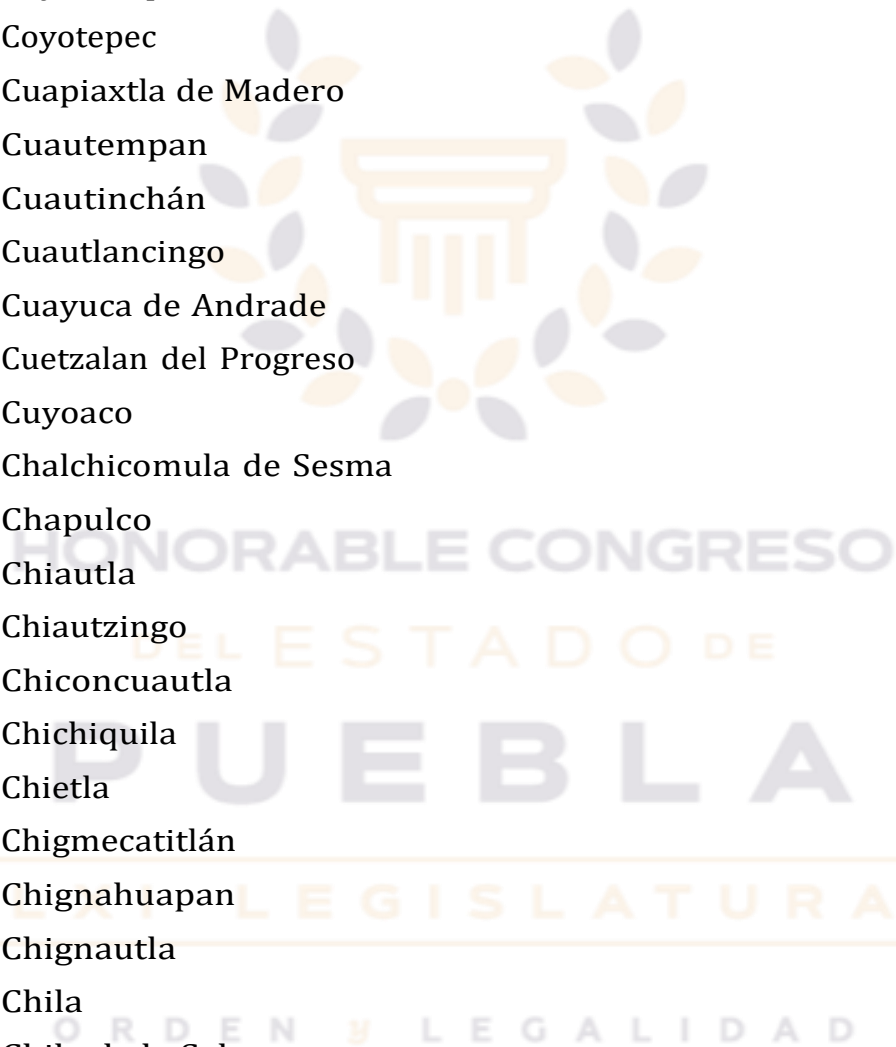 Coyotepec
Cuapiaxtla de Madero
Cuautempan
Cuautinchán
Cuautlancingo
Cuayuca de Andrade
Cuetzalan del Progreso
Cuyoaco
Chalchicomula de Sesma
Chapulco
HONORABLE CONGRESO
Chiautla
Chiautzingo
DEL ESTADO DE
Chiconcuautla
Chichiquila
PUEBLA
Chietla
Chigmecatitlán
Chignahuapan
LEGISLATURA
Chignautla
Chila
ORDEN y LEGALIDAD